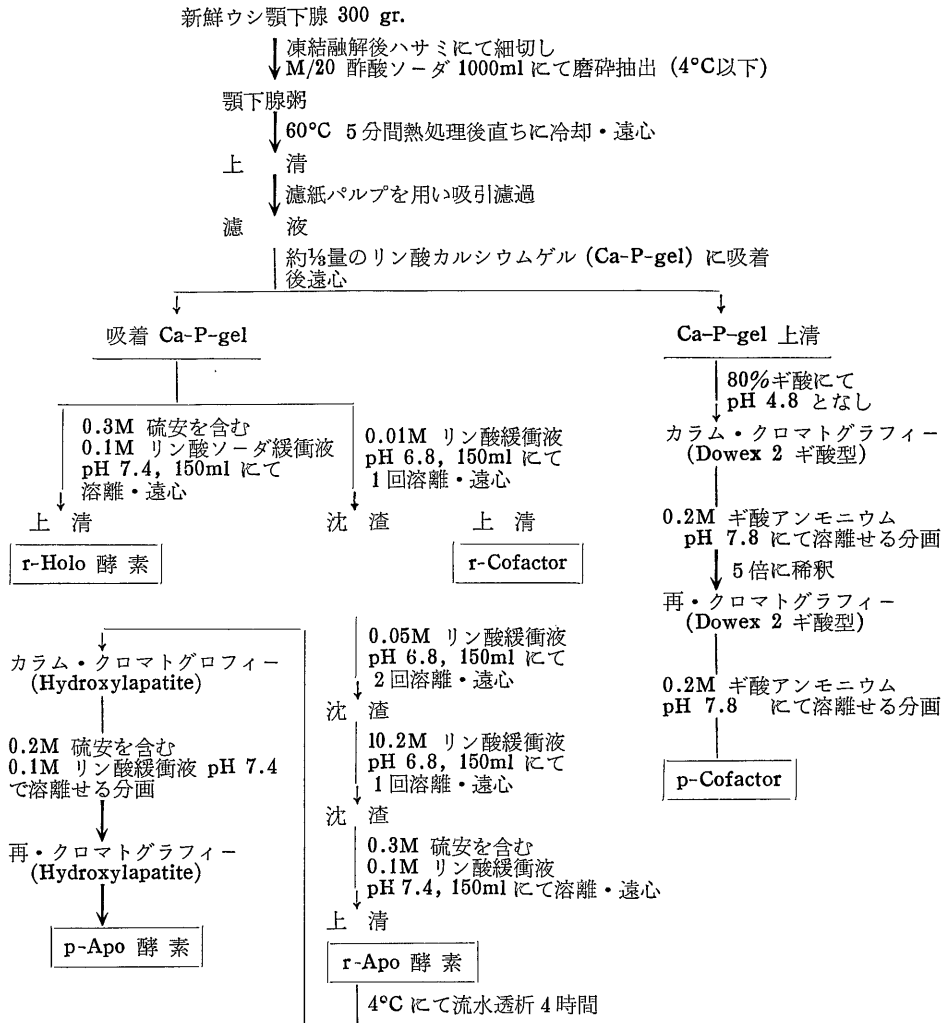 新鮮ウシ顎下腺 300 gr.
凍結融解後ハサミにて細切し
M/20 酢酸ソーダ 1000ml にて磨砕抽出 (4°C以下)
顎下腺粥
60°C 5分間熱処理後直ちに冷却・遠心
上 清
濾紙パルプを用い吸引濾過
濾 液
約⅓量のリン酸カルシウムゲル (Ca-P-gel) に吸着
後遠心
吸着 Ca-P-gel
0.3M 硫安を含む
0.1M リン酸ソーダ緩衝液
pH 7.4, 150ml にて
溶離・遠心
上 清
r-Holo 酵 素
0.01M リン酸緩衝液
pH 6.8, 150ml にて
1回溶離・遠心
沈 渣
上 清
r-Cofactor
0.05M リン酸緩衝液
pH 6.8, 150ml にて
2回溶離・遠心
沈 渣
10.2M リン酸緩衝液
pH 6.8, 150ml にて
1回溶離・遠心
沈 渣
0.3M 硫安を含む
0.1M リン酸緩衝液
pH 7.4, 150ml にて溶離・遠心
上 清
r-Apo 酵 素
4°C にて流水透析 4時間
カラム・クロマトグロフィー
(Hydroxylapatite)
0.2M 硫安を含む
0.1M リン酸緩衝液 pH 7.4
で溶離せる分画
再・クロマトグラフィー
(Hydroxylapatite)
p-Apo 酵 素
Ca-P-gel 上清
80%ギ酸にて
pH 4.8 となし
カラム・クロマトグラフィー
(Dowex 2 ギ酸型)
0.2M ギ酸アンモニウム
pH 7.8 にて溶離せる分画
5倍に稀釈
再・クロマトグラフィー
(Dowex 2 ギ酸型)
0.2M ギ酸アンモニウム
pH 7.8 にて溶離せる分画
p-Cofactor